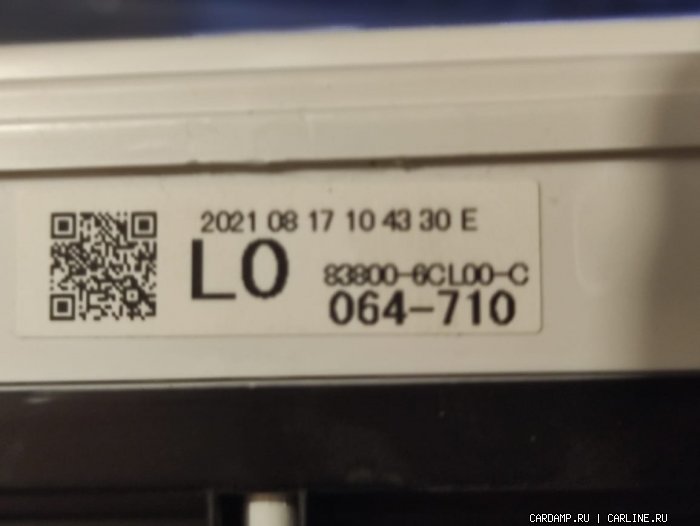 2021 08 17 10 43 30 E
L0
83800-6CL00-C
064-710
CARDAMP.RU | CARLINE.RU